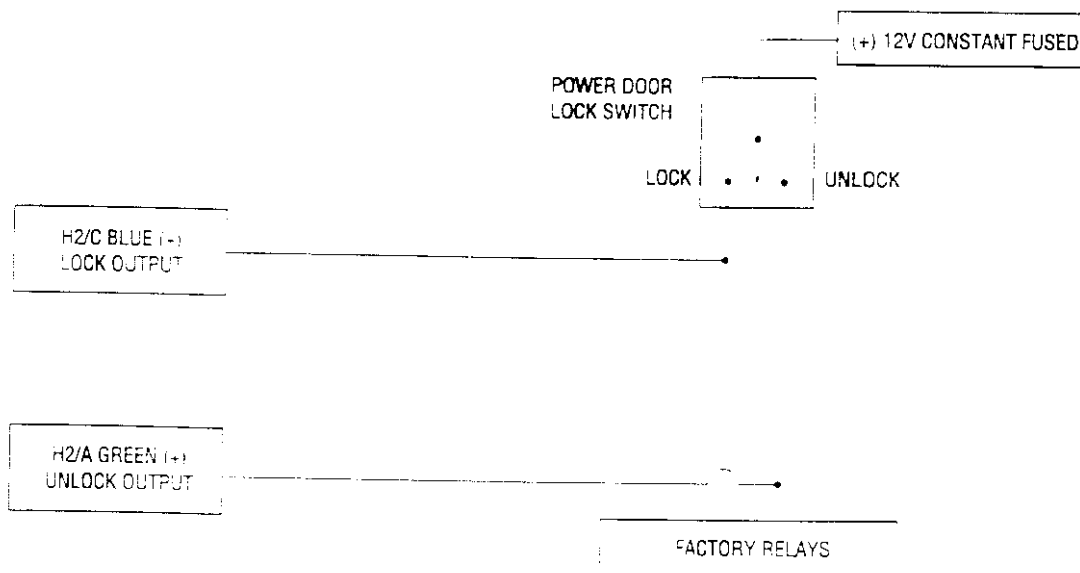 (+) 12V CONSTANT FUSED
POWER DOOR
LOCK SWITCH
LOCK
UNLOCK
H2/C BLUE (+)
LOCK OUTPUT
H2/A GREEN (+)
UNLOCK OUTPUT
FACTORY RELAYS